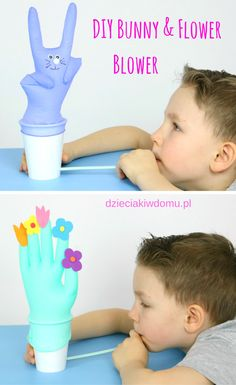 DIY BUNNY & FLOWER
BLOWER
dzieciakiwdomu.pl